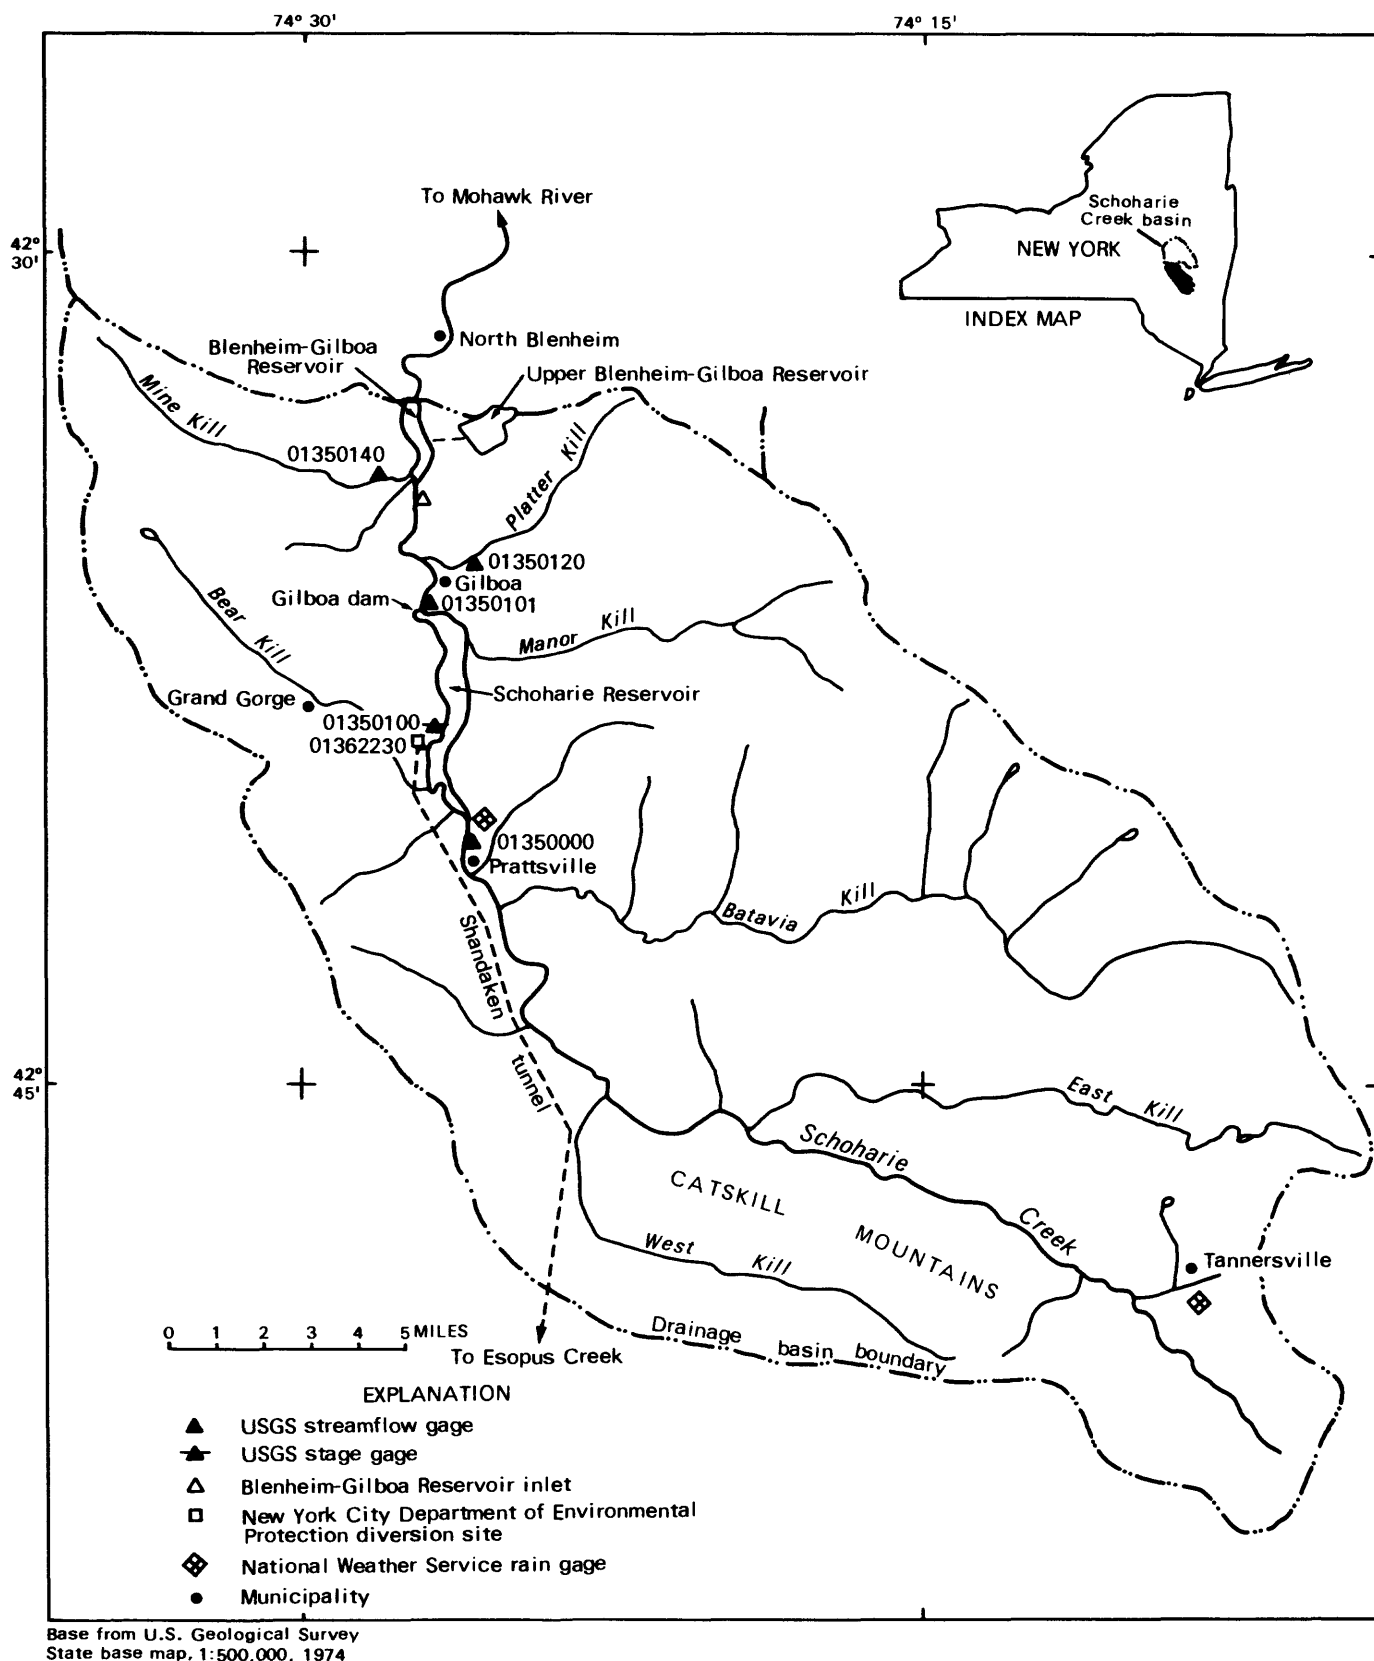 74° 30'
74° 15'
To Mohawk River
42°
30'
Schoharie
Creek basin
NEW YORK
INDEX MAP
North Blenheim
Blenheim-Gilboa
Reservoir
Upper Blenheim-Gilboa Reservoir
Mine Kill
01350140
Platter Kill
01350120
Gilboa
Gilboa dam
01350101
Bear Kill
Manor Kill
Grand Gorge
Schoharie Reservoir
01350100
01362230
01350000
Prattsville
Batavia Kill
Shandaken
tunnel
42°
45'
East Kill
Schoharie Creek
CATSKILL
MOUNTAINS
West Kill
Tannersville
Drainage basin boundary
0 1 2 3 4 5 MILES
To Esopus Creek
EXPLANATION
USGS streamflow gage
USGS stage gage
Blenheim-Gilboa Reservoir inlet
New York City Department of Environmental
Protection diversion site
National Weather Service rain gage
Municipality
Base from U.S. Geological Survey
State base map, 1:500,000, 1974